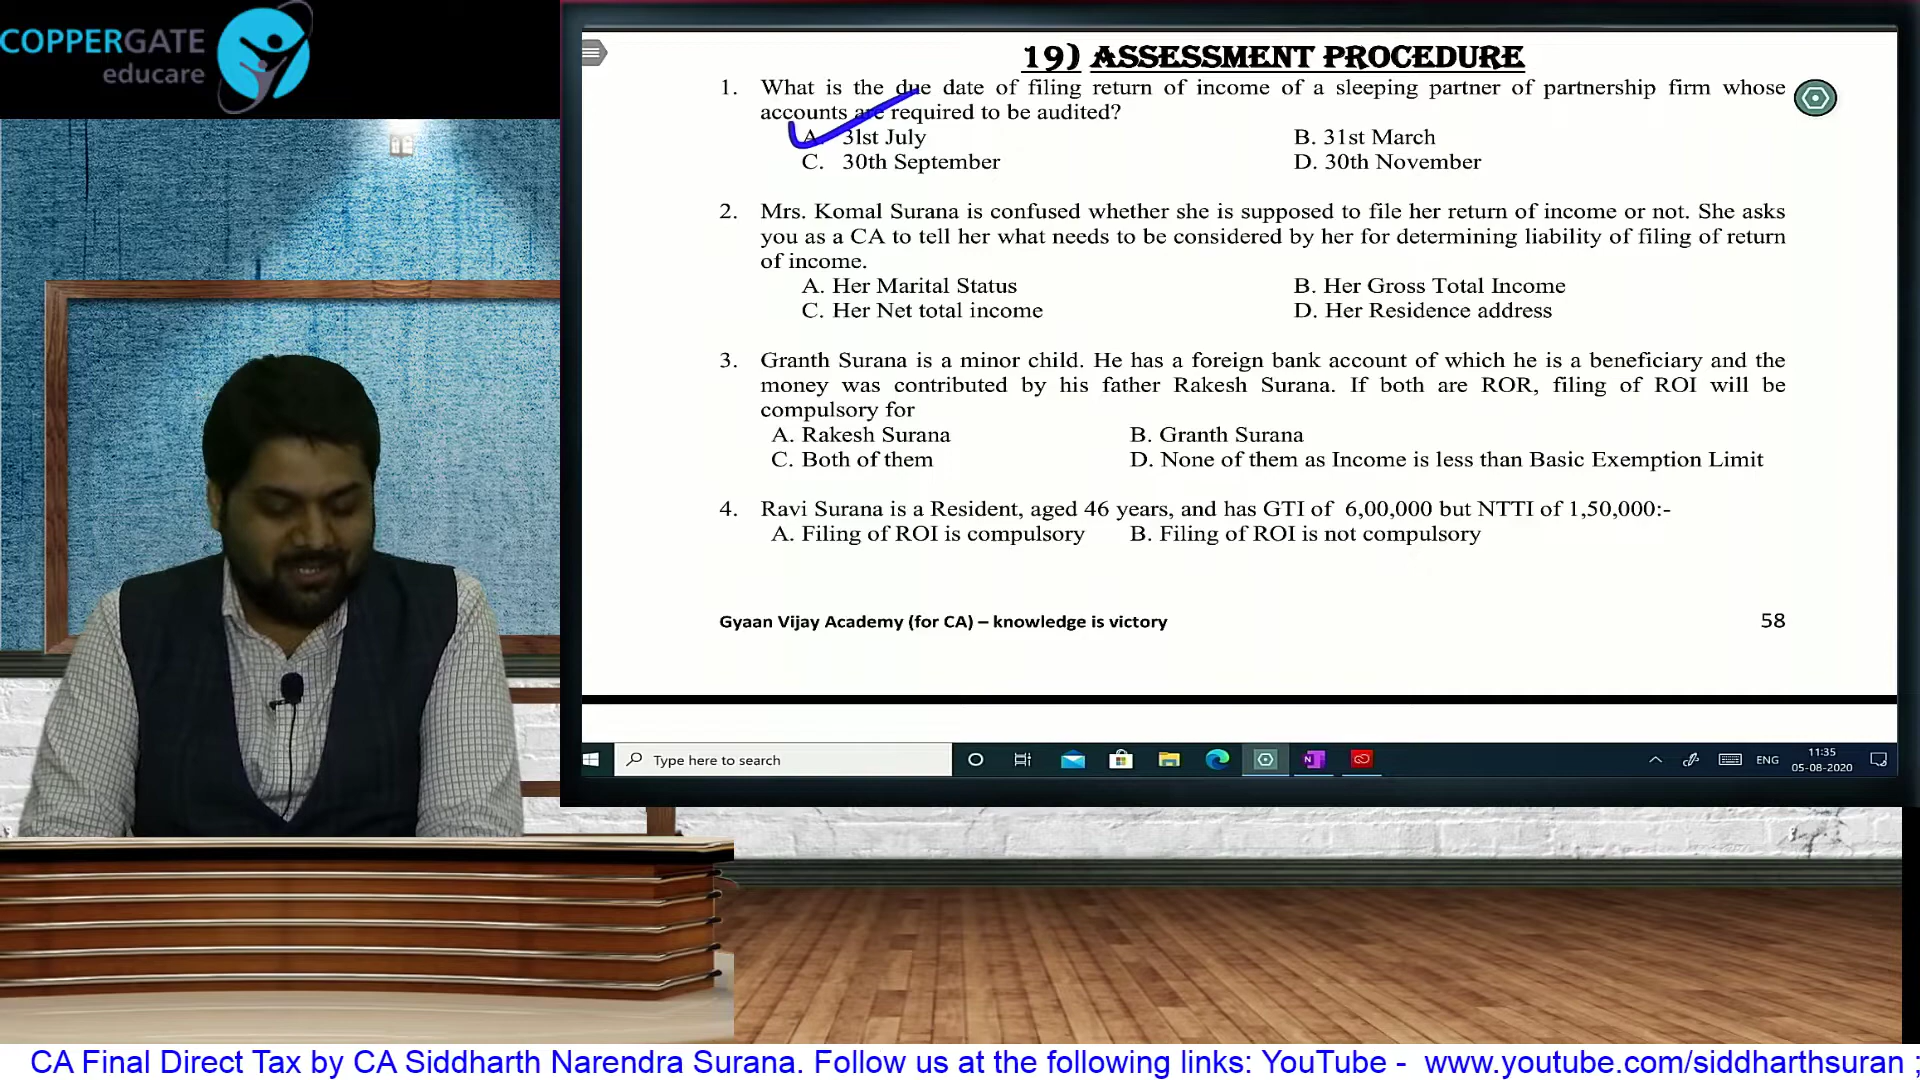 COPPERGATE
educare
19) ASSESSMENT PROCEDURE
1. What is the due date of filing return of income of a sleeping partner of partnership firm whose
accounts are required to be audited?
A. 31st July B. 31st March
C. 30th September D. 30th November
2. Mrs. Komal Surana is confused whether she is supposed to file her return of income or not. She asks
you as a CA to tell her what needs to be considered by her for determining liability of filing of return
of income.
A. Her Marital Status B. Her Gross Total Income
C. Her Net total income D. Her Residence address
3. Granth Surana is a minor child. He has a foreign bank account of which he is a beneficiary and the
money was contributed by his father Rakesh Surana. If both are ROR, filing of ROI will be
compulsory for
A. Rakesh Surana B. Granth Surana
C. Both of them D. None of them as Income is less than Basic Exemption Limit
4. Ravi Surana is a Resident, aged 46 years, and has GTI of 6,00,000 but NTTI of 1,50,000:-
A. Filing of ROI is compulsory B. Filing of ROI is not compulsory
Gyaan Vijay Academy (for CA) – knowledge is victory 58
Type here to search
ENG
11:35
05-08-2020
CA Final Direct Tax by CA Siddharth Narendra Surana. Follow us at the following links: YouTube - www.youtube.com/siddharthsuran ;